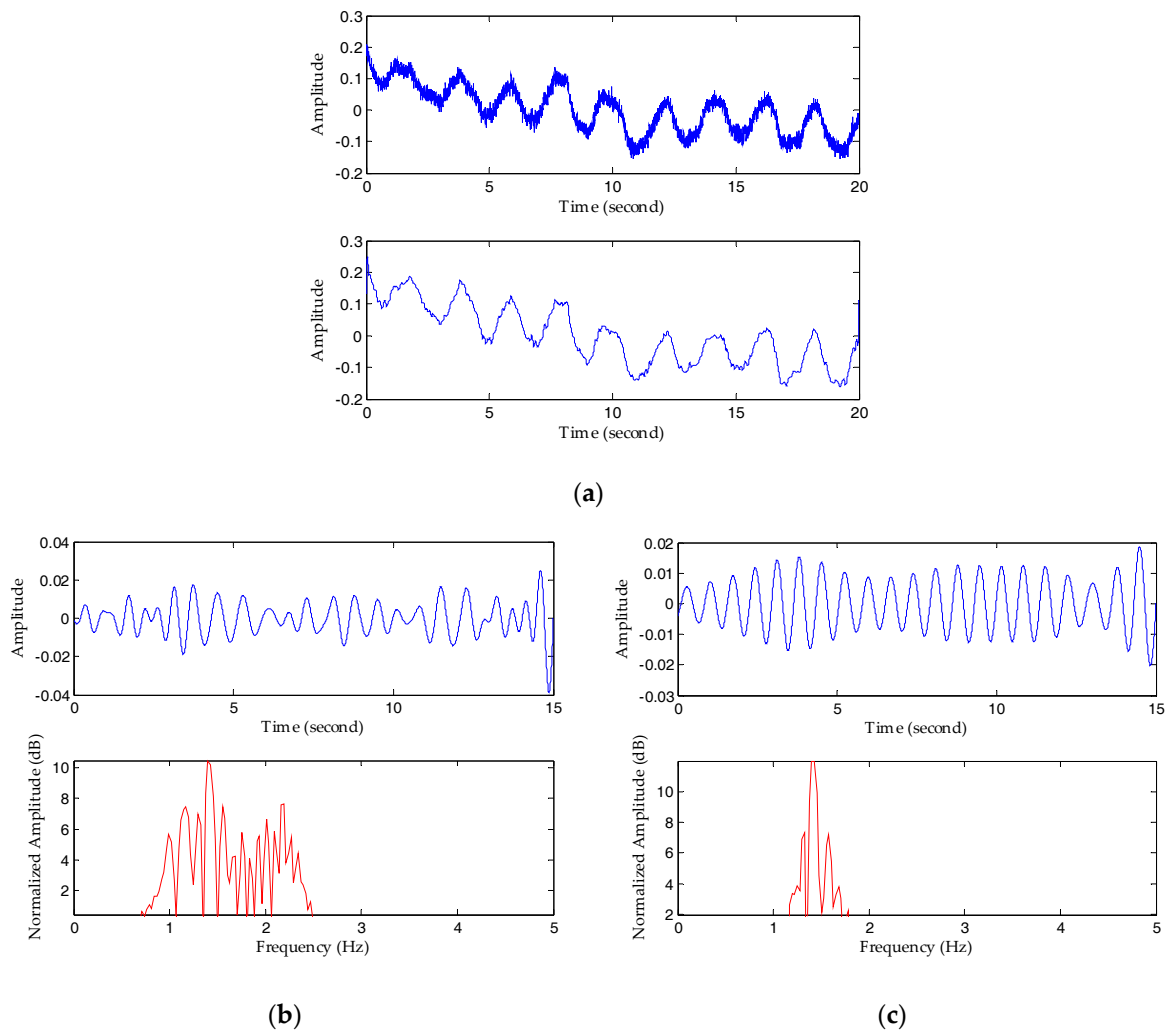 0.3
0.2
0.1
0
-0.1
-0.2
Amplitude
0 5 10 15 20
Time (second)
0.3
0.2
0.1
0
-0.1
-0.2
Amplitude
0 5 10 15 20
Time (second)
(a)
0.04
0.02
0
-0.02
-0.04
Amplitude
0 5 10 15
Time (second)
10
8
6
4
2
Normalized Amplitude (dB)
0 1 2 3 4 5
Frequency (Hz)
(b)
0.02
0.01
0
-0.01
-0.02
-0.03
Amplitude
0 5 10 15
Time (second)
10
8
6
4
2
Normalized Amplitude (dB)
0 1 2 3 4 5
Frequency (Hz)
(c)